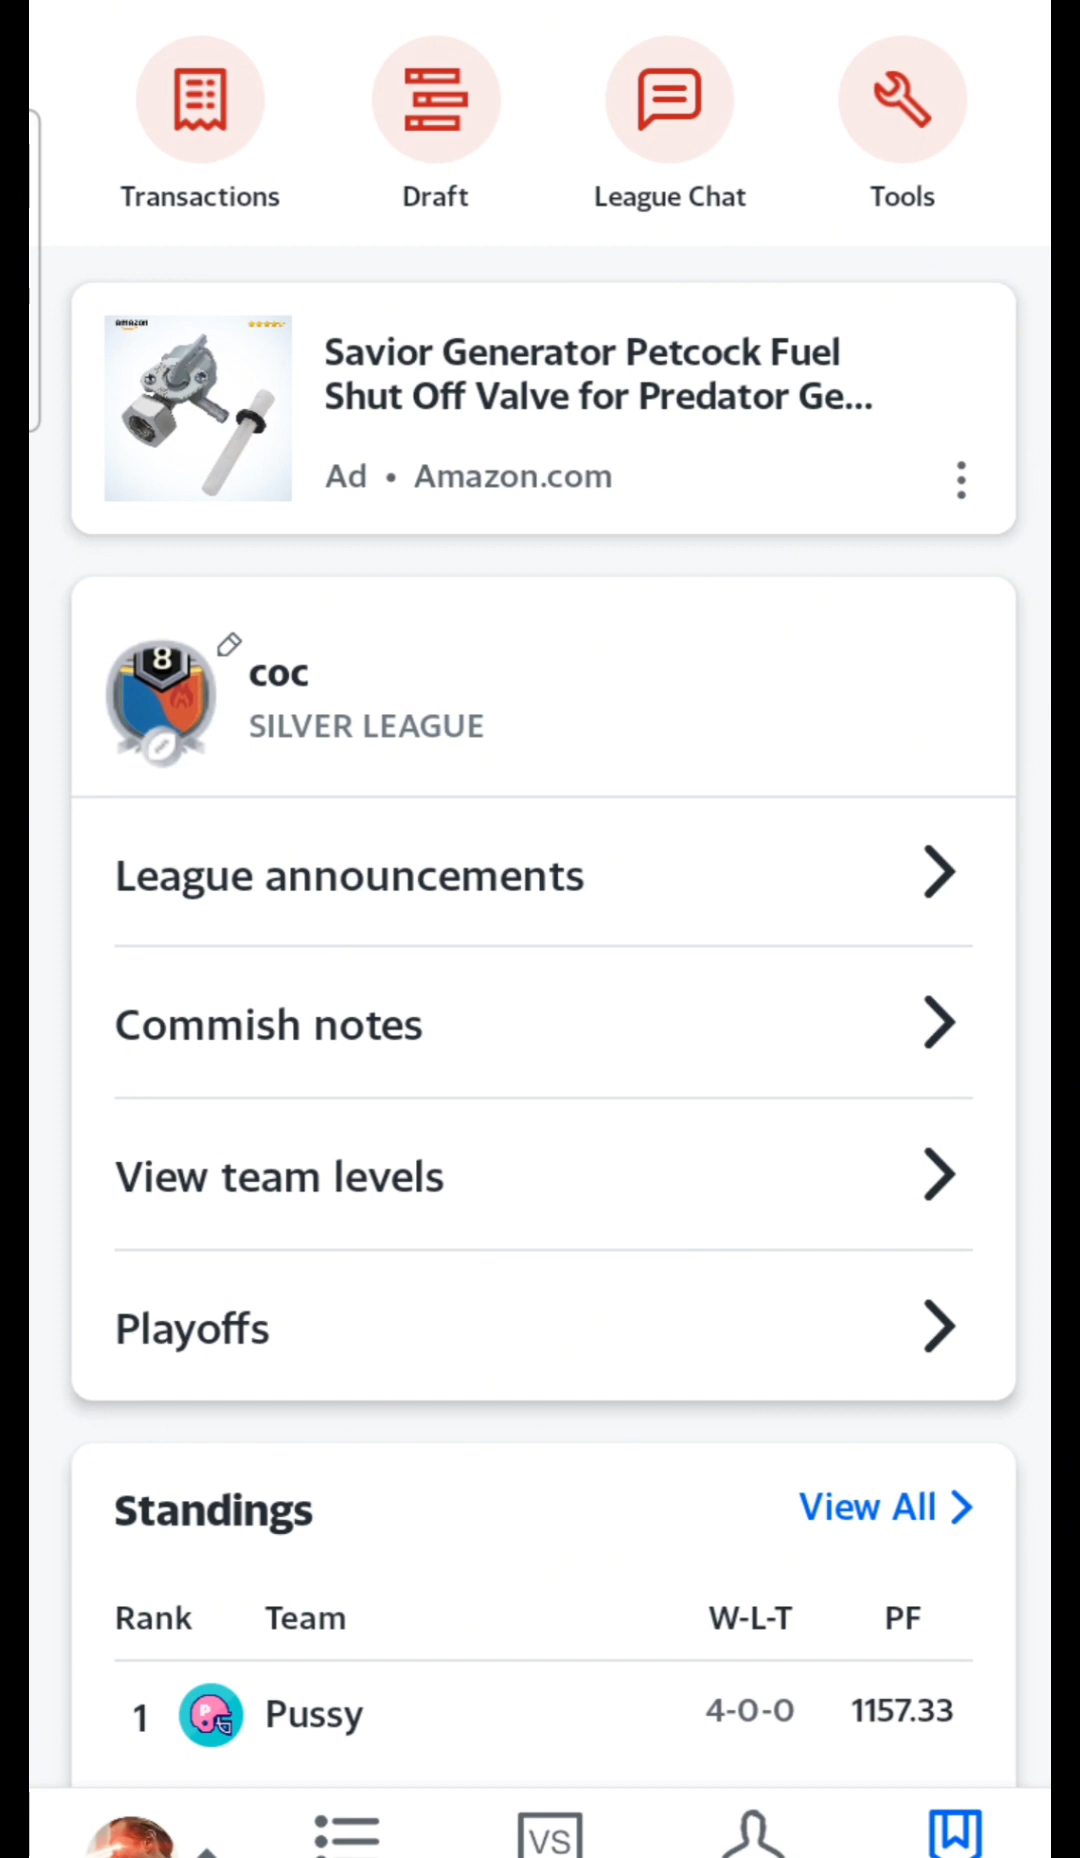 Transactions Draft League Chat Tools
amazon
Savior Generator Petcock Fuel
Shut Off Valve for Predator Ge...
Ad • Amazon.com
8
coc
SILVER LEAGUE
League announcements
Commish notes
View team levels
Playoffs
Standings View All
Rank Team W-L-T PF
1 P Pussy 4-0-0 1157.33
VS